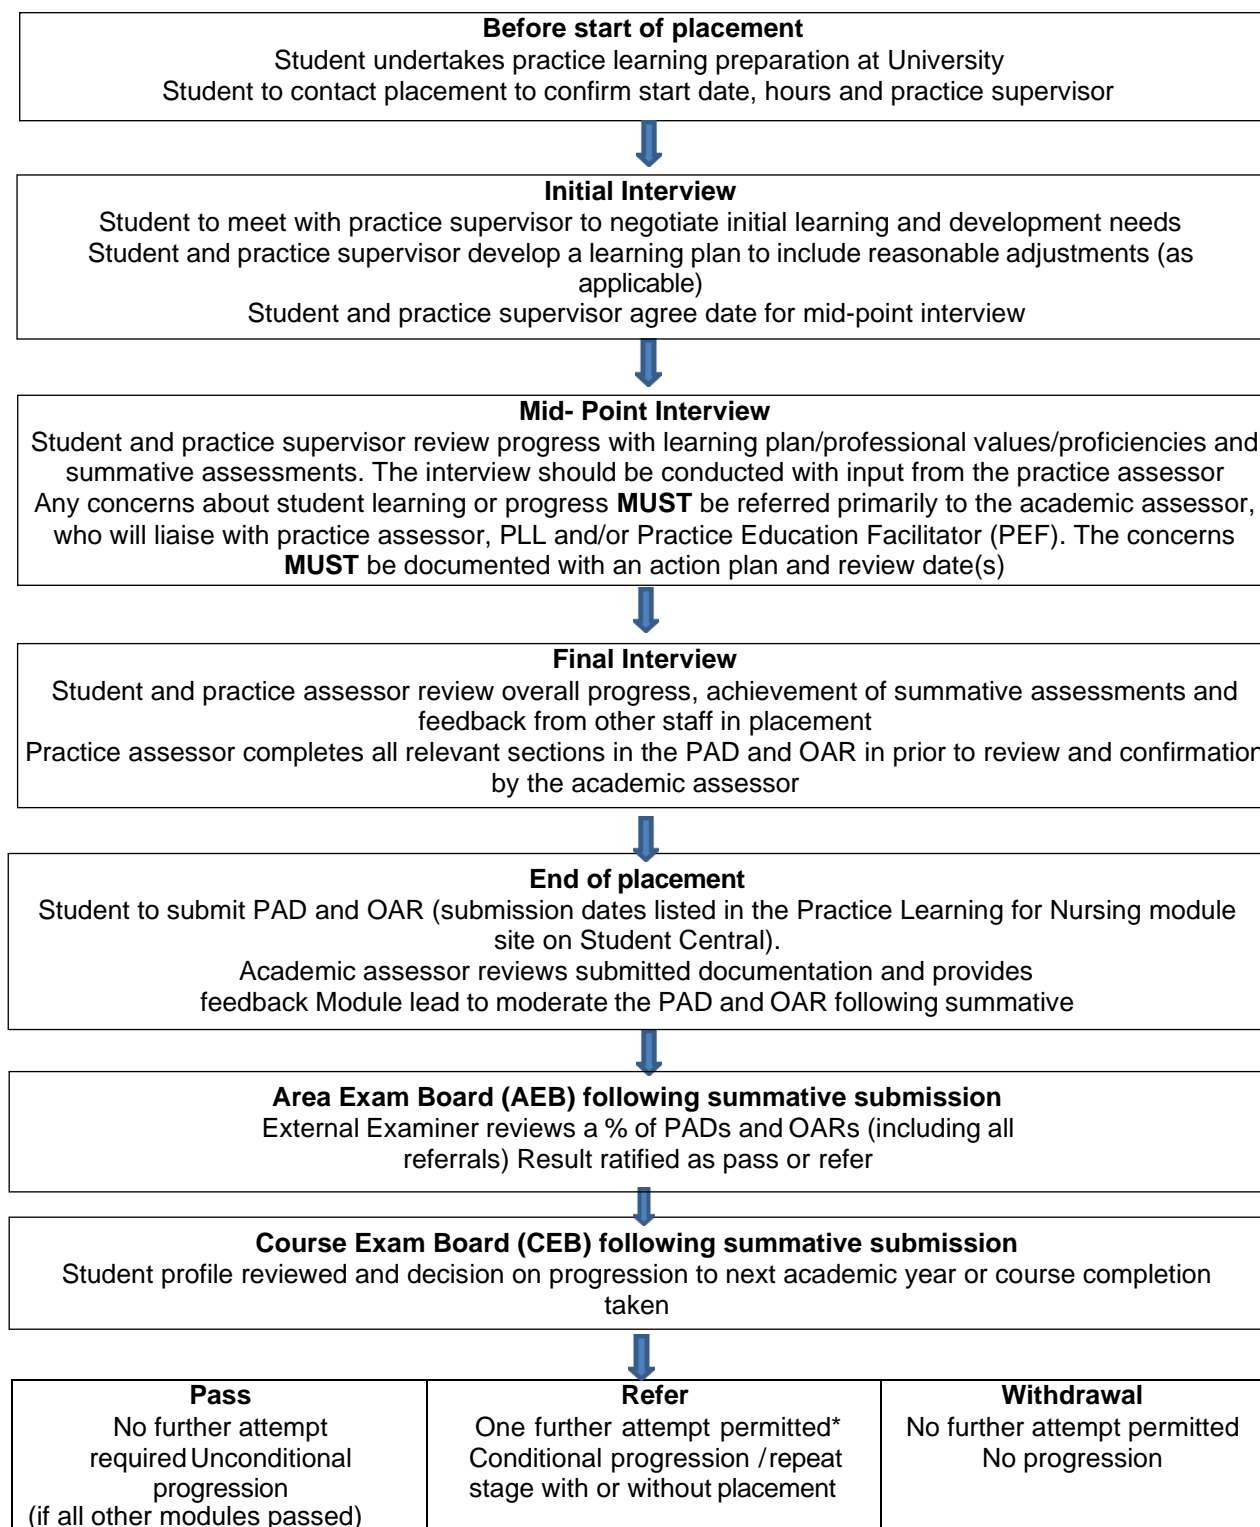 Before start of placement
Student undertakes practice learning preparation at University
Student to contact placement to confirm start date, hours and practice supervisor
Initial Interview
Student to meet with practice supervisor to negotiate initial learning and development needs
Student and practice supervisor develop a learning plan to include reasonable adjustments (as
applicable)
Student and practice supervisor agree date for mid-point interview
Mid- Point Interview
Student and practice supervisor review progress with learning plan/professional values/proficiencies and
summative assessments. The interview should be conducted with input from the practice assessor
Any concerns about student learning or progress MUST be referred primarily to the academic assessor,
who will liaise with practice assessor, PLL and/or Practice Education Facilitator (PEF). The concerns
MUST be documented with an action plan and review date(s)
Final Interview
Student and practice assessor review overall progress, achievement of summative assessments and
feedback from other staff in placement
Practice assessor completes all relevant sections in the PAD and OAR in prior to review and confirmation
by the academic assessor
End of placement
Student to submit PAD and OAR (submission dates listed in the Practice Learning for Nursing module
site on Student Central).
Academic assessor reviews submitted documentation and provides
feedback Module lead to moderate the PAD and OAR following summative
Area Exam Board (AEB) following summative submission
External Examiner reviews a % of PADs and OARs (including all
referrals) Result ratified as pass or refer
Course Exam Board (CEB) following summative submission
Student profile reviewed and decision on progression to next academic year or course completion
taken
Pass
No further attempt
required Unconditional
progression
(if all other modules passed)
Refer
One further attempt permitted*
Conditional progression / repeat
stage with or without placement
Withdrawal
No further attempt permitted
No progression